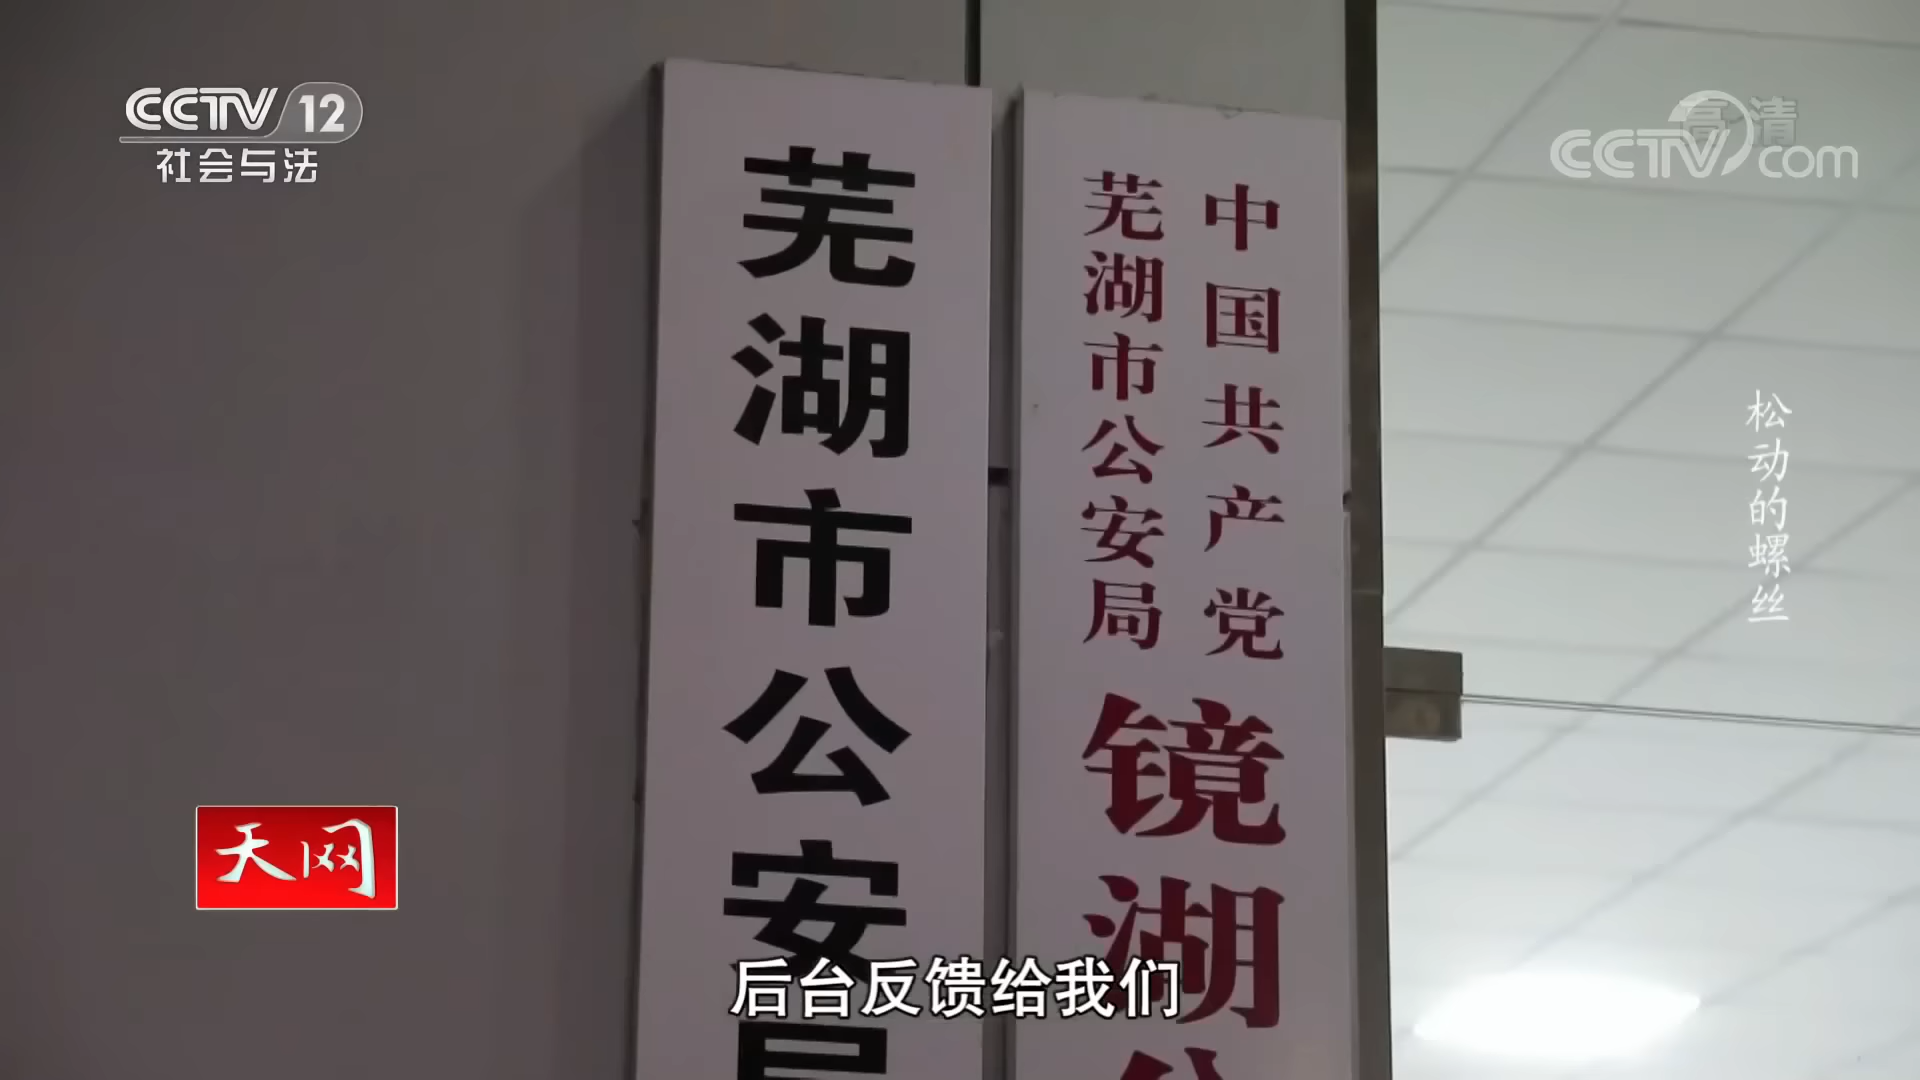 CCTV 12
社会与法
高清
CCTV.com
芜湖市公安局
中国共产党
芜湖市公安局
镜湖公
松动的螺丝
天网
后台反馈给我们